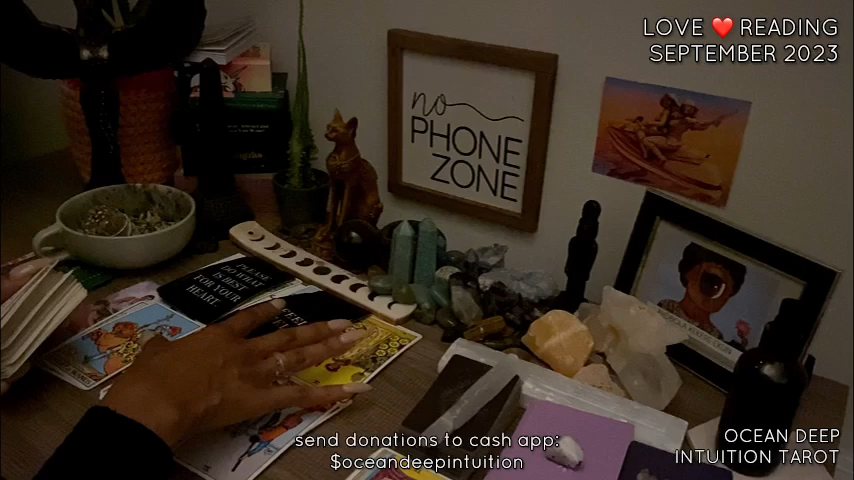 LOVE ❤️ READING
SEPTEMBER 2023
no
PHONE
ZONE
PLEASE
DO WHAT
IS BEST
FOR YOUR
HEART.
FEEL
send donations to cash app:
$oceandeepintuition
OCEAN DEEP
INTUITION TAROT